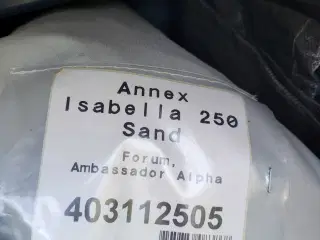 Annex
Isabella 250
Sand
Forum,
Ambassador Alpha
403112505